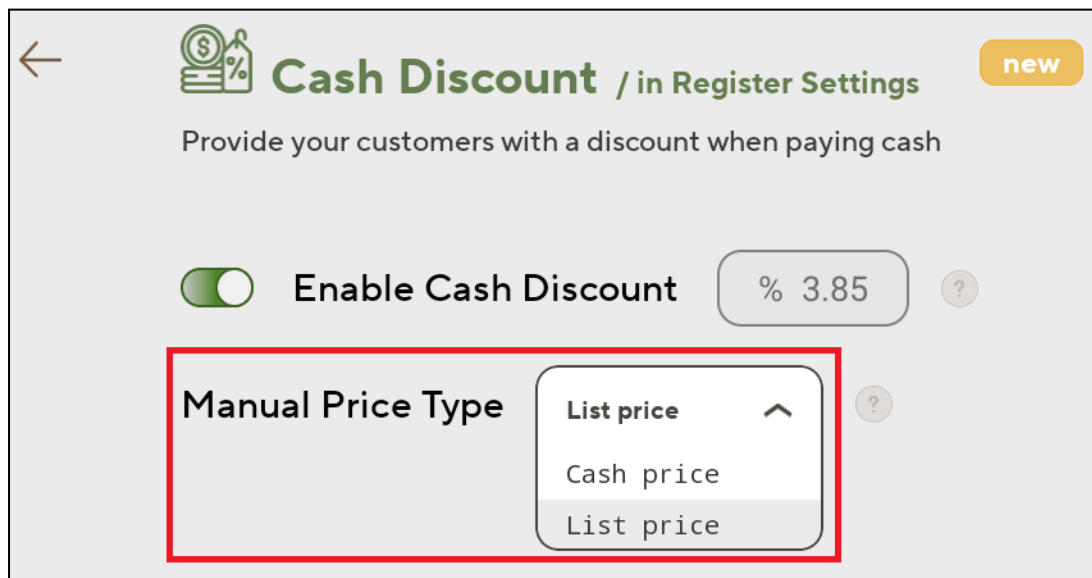 Cash Discount / in Register Settings
new
Provide your customers with a discount when paying cash
Enable Cash Discount
% 3.85
?
Manual Price Type
List price
?
Cash price
List price